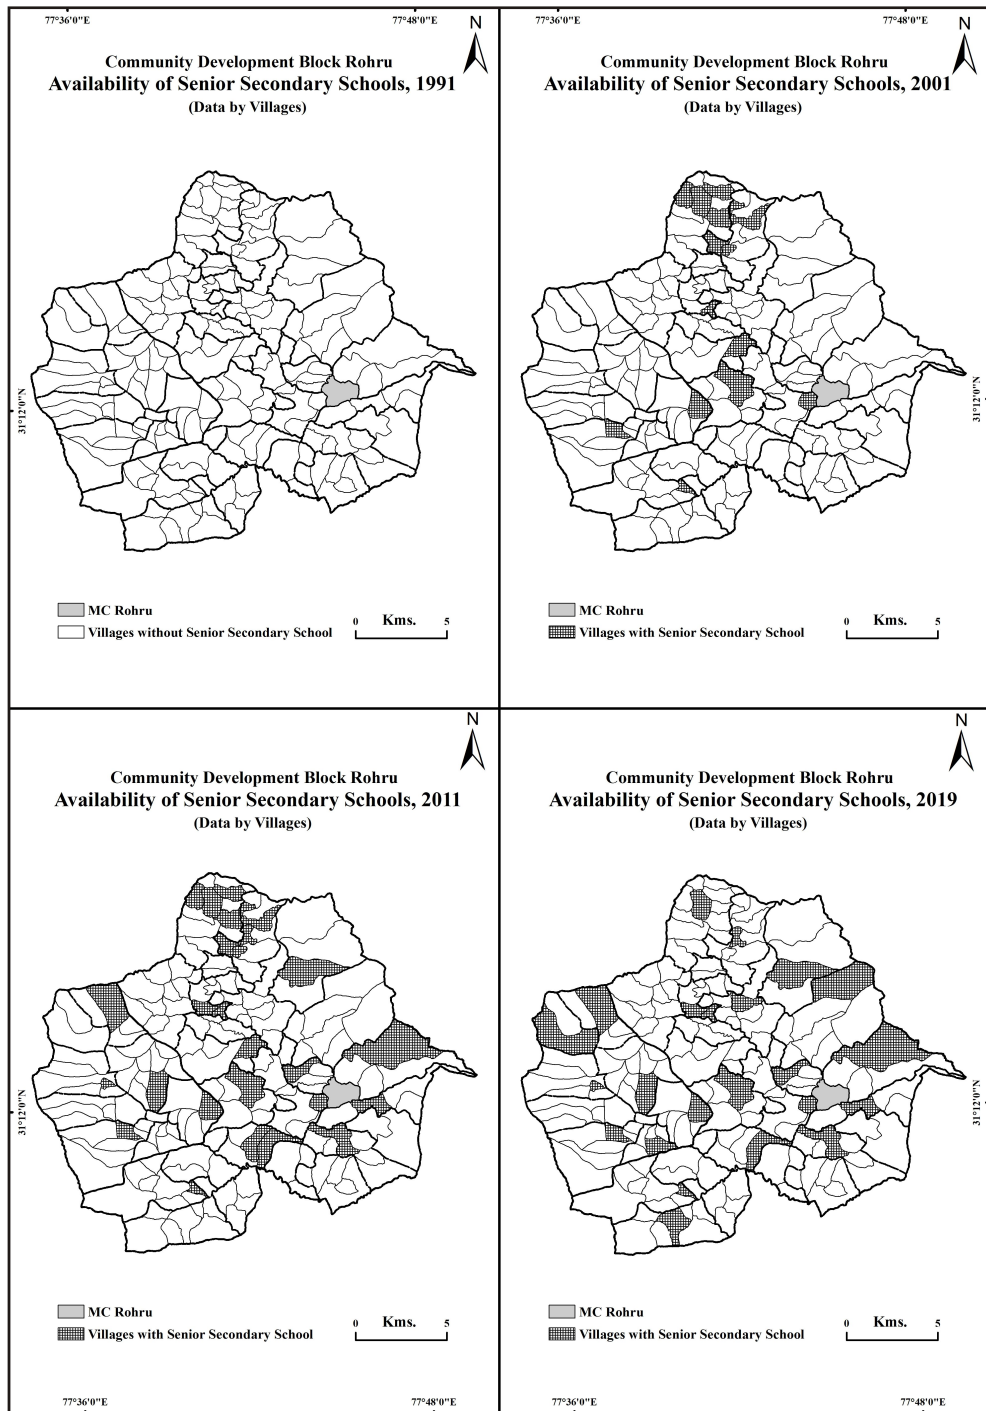 77°36'0"E
77°48'0"E
77°36'0"E
77°48'0"E
N
Community Development Block Rohru
Availability of Senior Secondary Schools, 1991
(Data by Villages)
31°12'0"N
MC Rohru
Villages without Senior Secondary School
0 Kms. 5
N
Community Development Block Rohru
Availability of Senior Secondary Schools, 2001
(Data by Villages)
31°12'0"N
MC Rohru
Villages with Senior Secondary School
0 Kms. 5
N
Community Development Block Rohru
Availability of Senior Secondary Schools, 2011
(Data by Villages)
31°12'0"N
MC Rohru
Villages with Senior Secondary School
0 Kms. 5
N
Community Development Block Rohru
Availability of Senior Secondary Schools, 2019
(Data by Villages)
31°12'0"N
MC Rohru
Villages with Senior Secondary School
0 Kms. 5
77°36'0"E
77°48'0"E
77°36'0"E
77°48'0"E